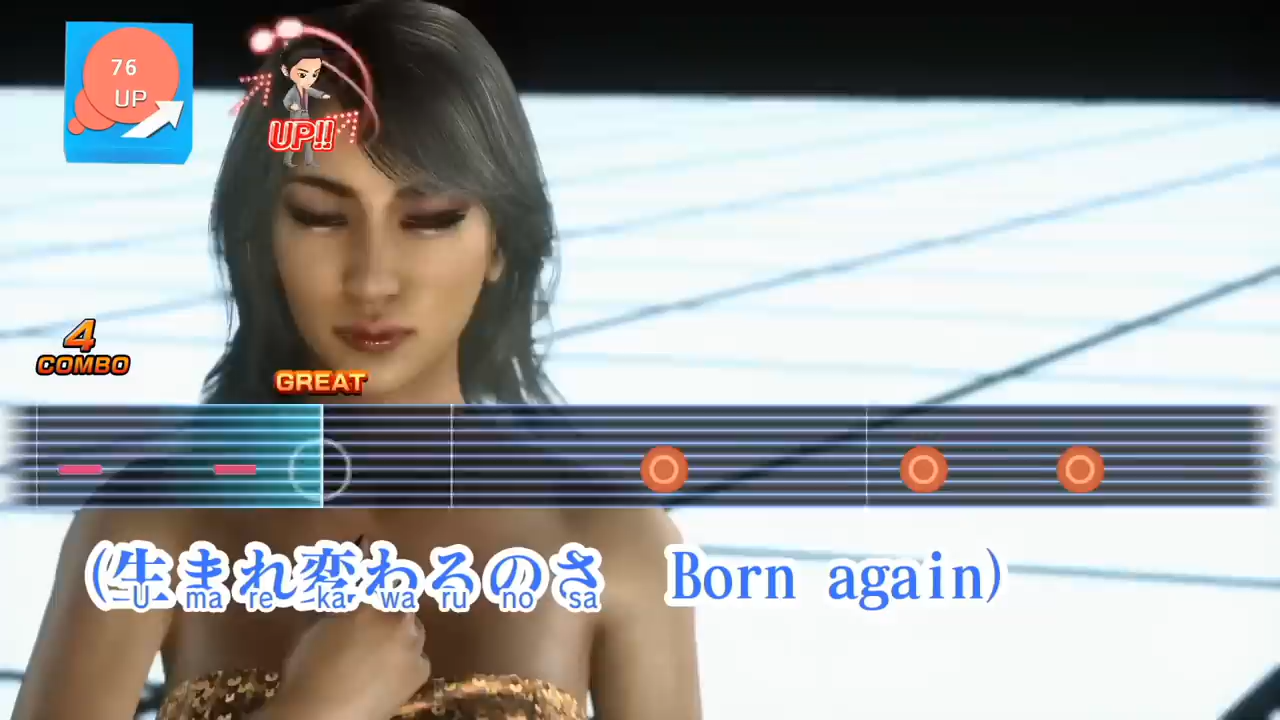 76
UP
UP!!
4
COMBO
GREAT
(生まれ変わるのさ　Born again)
U ma re ka wa ru no sa